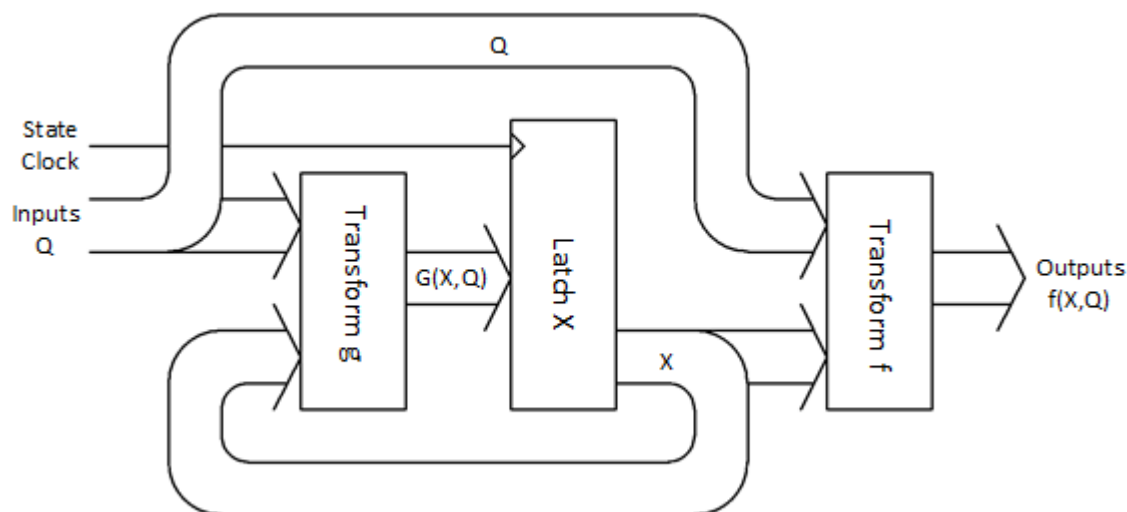 Q
State
Clock
Inputs
Q
Transform g
G(X,Q)
Latch X
X
Transform f
Outputs
f(X,Q)